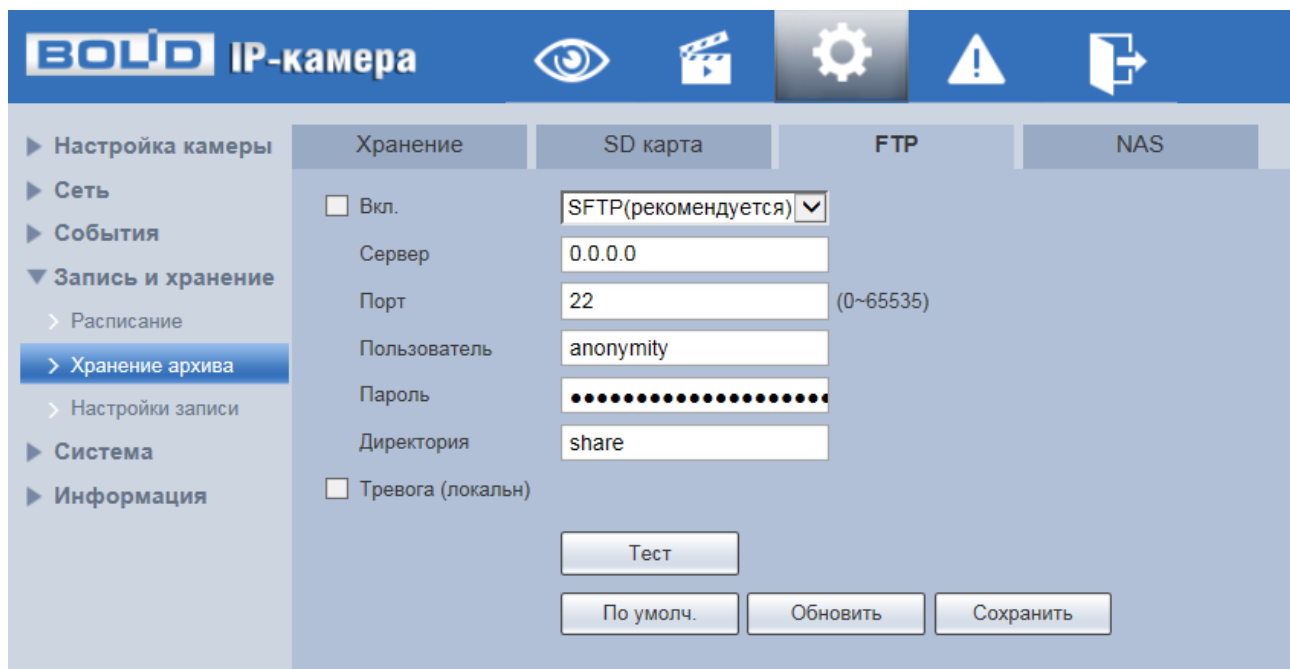 BOLID IP-камера
Настройка камеры
Сеть
События
Запись и хранение
Расписание
Хранение архива
Настройки записи
Система
Информация
Хранение SD карта FTP NAS
Вкл. SFTP(рекомендуется)
Сервер 0.0.0.0
Порт 22 (0~65535)
Пользователь anonymity
Пароль ••••••••••••••••••••
Директория share
Тревога (локальн)
Тест
По умолч. Обновить Сохранить